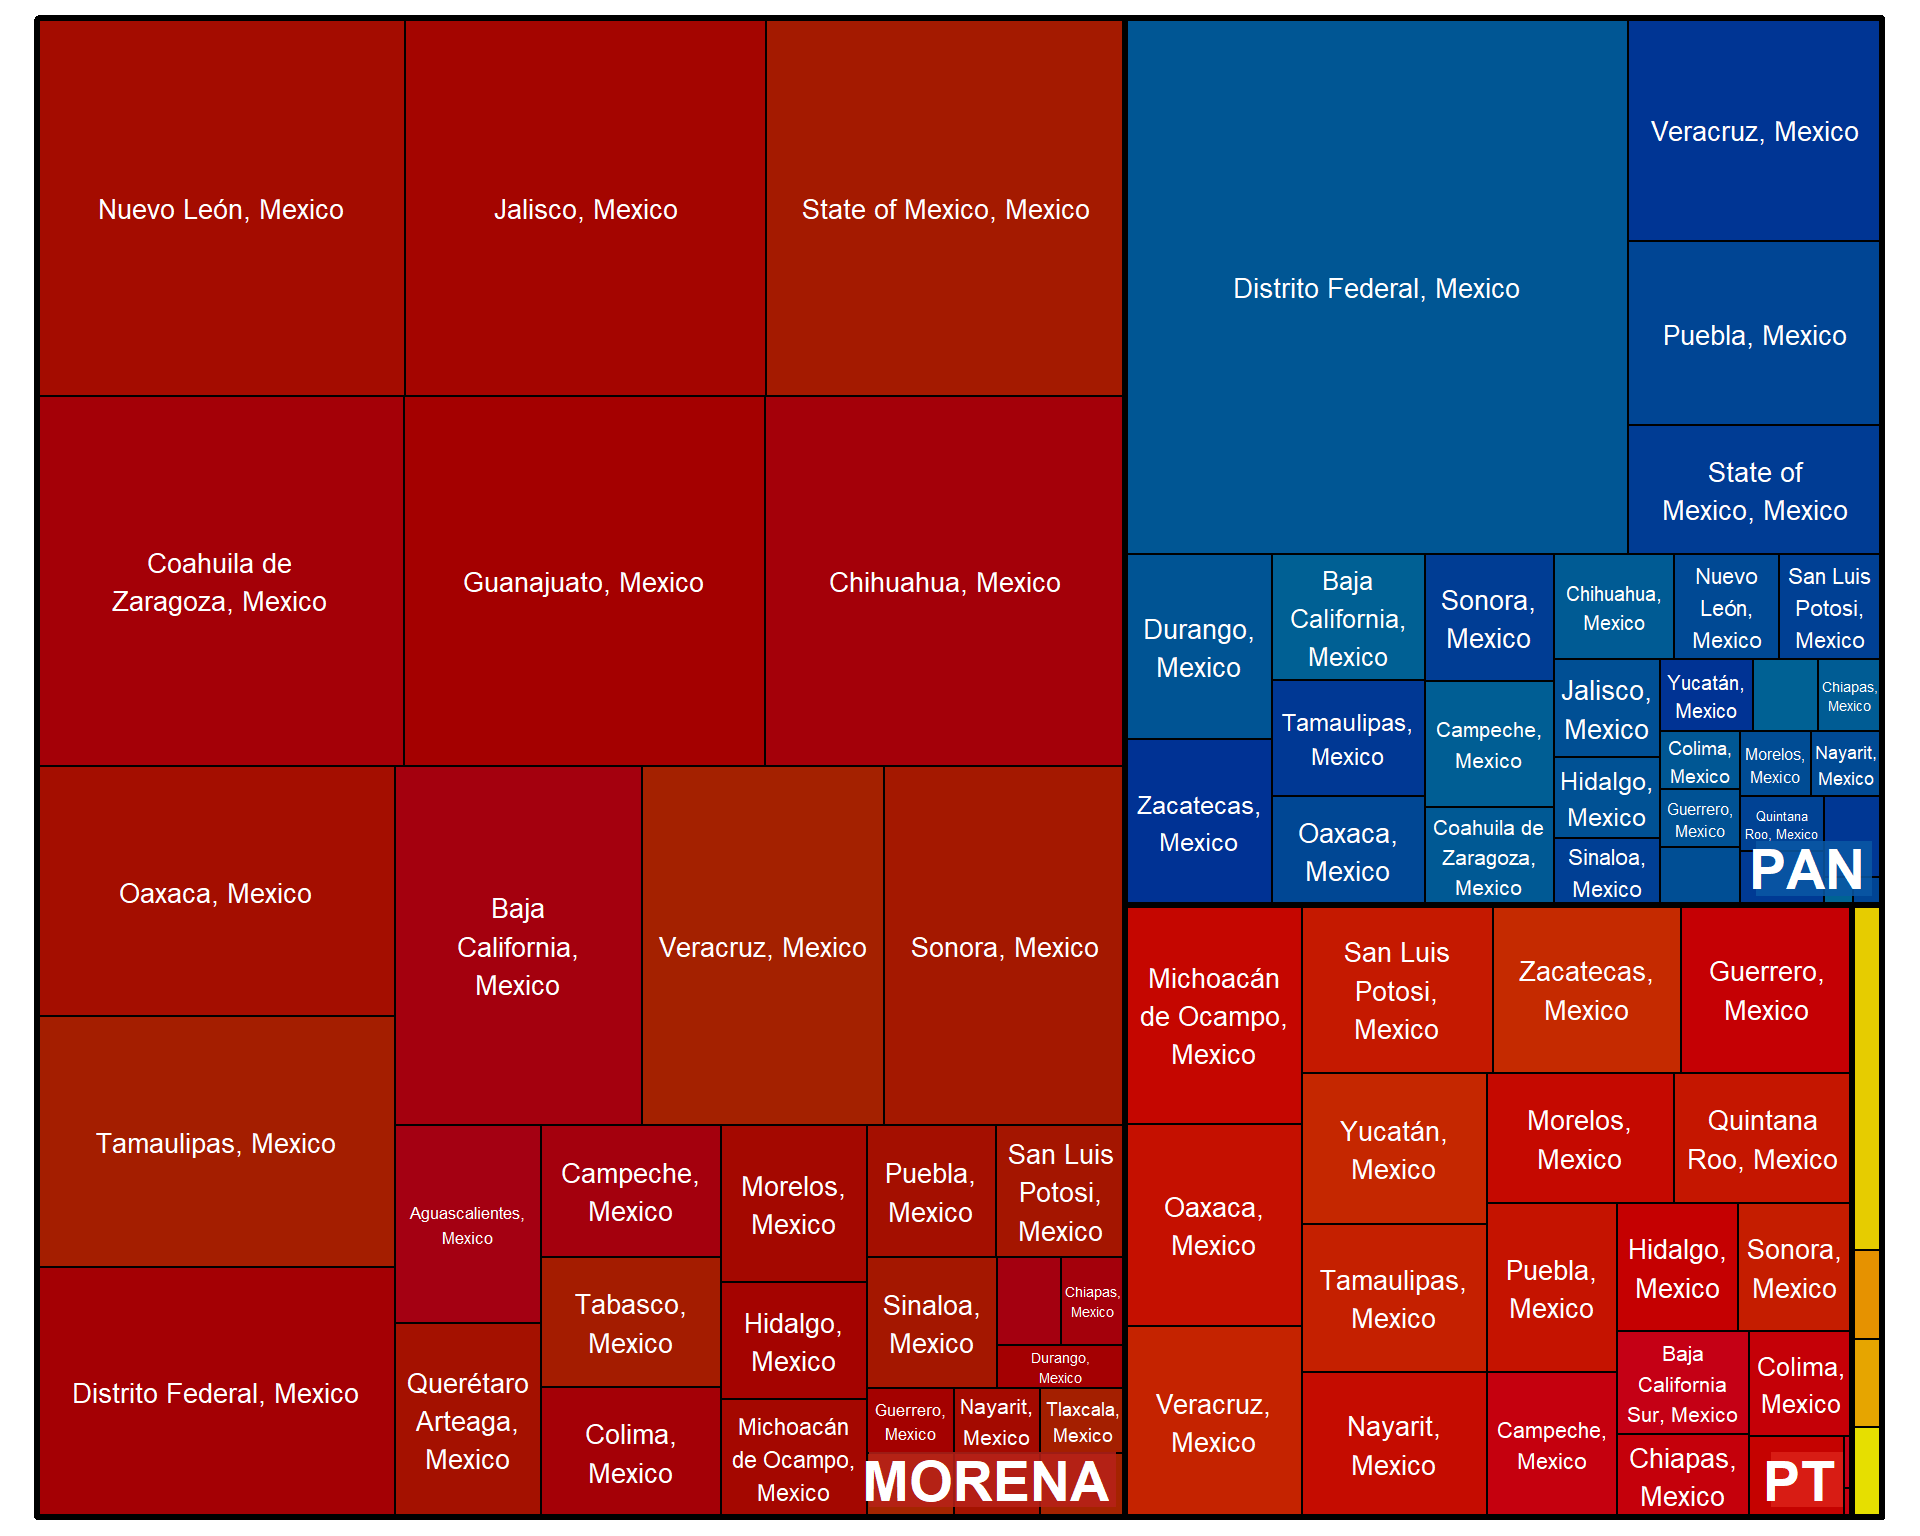 Nuevo León, Mexico
Jalisco, Mexico
State of Mexico, Mexico
Coahuila de
Zaragoza, Mexico
Guanajuato, Mexico
Chihuahua, Mexico
Oaxaca, Mexico
Tamaulipas, Mexico
Distrito Federal, Mexico
Baja
California,
Mexico
Veracruz, Mexico
Sonora, Mexico
Aguascalientes,
Mexico
Querétaro
Arteaga,
Mexico
Campeche,
Mexico
Tabasco,
Mexico
Colima,
Mexico
Morelos,
Mexico
Hidalgo,
Mexico
Michoacán
de Ocampo,
Mexico
Puebla,
Mexico
San Luis
Potosi,
Mexico
Sinaloa,
Mexico
Chiapas,
Mexico
Durango,
Mexico
Guerrero,
Mexico
Nayarit,
Mexico
Tlaxcala,
Mexico
MORENA
Distrito Federal, Mexico
Veracruz, Mexico
Puebla, Mexico
State of
Mexico, Mexico
Durango,
Mexico
Zacatecas,
Mexico
Baja
California,
Mexico
Tamaulipas,
Mexico
Oaxaca,
Mexico
Sonora,
Mexico
Campeche,
Mexico
Coahuila de
Zaragoza,
Mexico
Chihuahua,
Mexico
Nuevo
León,
Mexico
San Luis
Potosi,
Mexico
Jalisco,
Mexico
Hidalgo,
Mexico
Sinaloa,
Mexico
Yucatán,
Mexico
Chiapas,
Mexico
Colima,
Mexico
Morelos,
Mexico
Nayarit,
Mexico
Guerrero,
Mexico
Quintana
Roo, Mexico
PAN
Michoacán
de Ocampo,
Mexico
Oaxaca,
Mexico
Veracruz,
Mexico
San Luis
Potosi,
Mexico
Zacatecas,
Mexico
Guerrero,
Mexico
Yucatán,
Mexico
Tamaulipas,
Mexico
Nayarit,
Mexico
Morelos,
Mexico
Quintana
Roo, Mexico
Puebla,
Mexico
Campeche,
Mexico
Hidalgo,
Mexico
Sonora,
Mexico
Baja
California
Sur, Mexico
Colima,
Mexico
Chiapas,
Mexico
PT